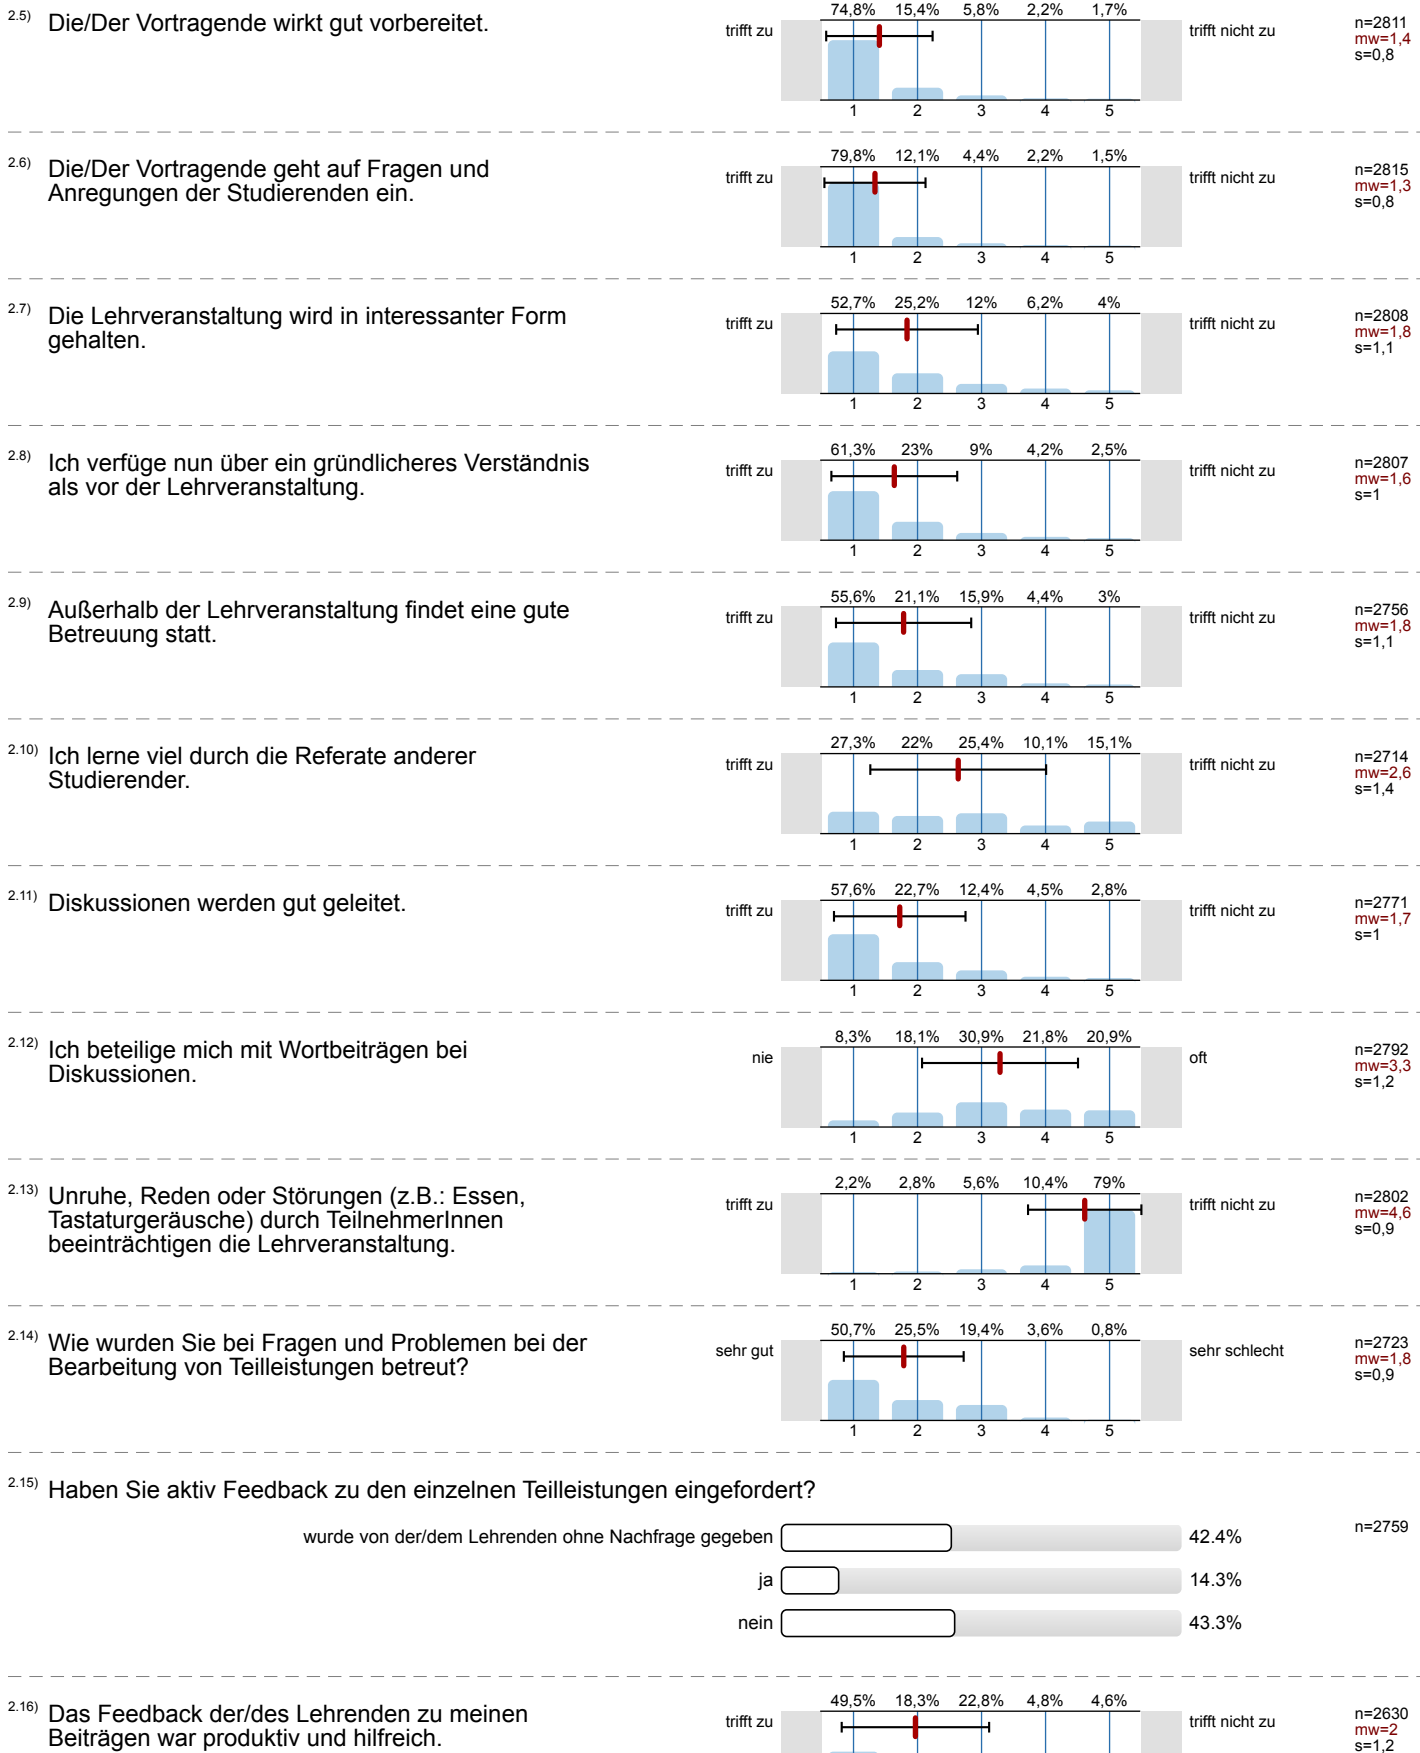 2.5) Die/Der Vortragende wirkt gut vorbereitet.
trifft zu
74,8% 15,4% 5,8% 2,2% 1,7%
1 2 3 4 5
trifft nicht zu
n=2811
mw=1,4
s=0,8
2.6) Die/Der Vortragende geht auf Fragen und
Anregungen der Studierenden ein.
trifft zu
79,8% 12,1% 4,4% 2,2% 1,5%
1 2 3 4 5
trifft nicht zu
n=2815
mw=1,3
s=0,8
2.7) Die Lehrveranstaltung wird in interessanter Form
gehalten.
trifft zu
52,7% 25,2% 12% 6,2% 4%
1 2 3 4 5
trifft nicht zu
n=2808
mw=1,8
s=1,1
2.8) Ich verfüge nun über ein gründlicheres Verständnis
als vor der Lehrveranstaltung.
trifft zu
61,3% 23% 9% 4,2% 2,5%
1 2 3 4 5
trifft nicht zu
n=2807
mw=1,6
s=1
2.9) Außerhalb der Lehrveranstaltung findet eine gute
Betreuung statt.
trifft zu
55,6% 21,1% 15,9% 4,4% 3%
1 2 3 4 5
trifft nicht zu
n=2756
mw=1,8
s=1,1
2.10) Ich lerne viel durch die Referate anderer
Studierender.
trifft zu
27,3% 22% 25,4% 10,1% 15,1%
1 2 3 4 5
trifft nicht zu
n=2714
mw=2,6
s=1,4
2.11) Diskussionen werden gut geleitet.
trifft zu
57,6% 22,7% 12,4% 4,5% 2,8%
1 2 3 4 5
trifft nicht zu
n=2771
mw=1,7
s=1
2.12) Ich beteilige mich mit Wortbeiträgen bei
Diskussionen.
nie
8,3% 18,1% 30,9% 21,8% 20,9%
1 2 3 4 5
oft
n=2792
mw=3,3
s=1,2
2.13) Unruhe, Reden oder Störungen (z.B.: Essen,
Tastaturgeräusche) durch TeilnehmerInnen
beeinträchtigen die Lehrveranstaltung.
trifft zu
2,2% 2,8% 5,6% 10,4% 79%
1 2 3 4 5
trifft nicht zu
n=2802
mw=4,6
s=0,9
2.14) Wie wurden Sie bei Fragen und Problemen bei der
Bearbeitung von Teilleistungen betreut?
sehr gut
50,7% 25,5% 19,4% 3,6% 0,8%
1 2 3 4 5
sehr schlecht
n=2723
mw=1,8
s=0,9
2.15) Haben Sie aktiv Feedback zu den einzelnen Teilleistungen eingefordert?
wurde von der/dem Lehrenden ohne Nachfrage gegeben 42.4%
n=2759
ja 14.3%
nein 43.3%
2.16) Das Feedback der/des Lehrenden zu meinen
Beiträgen war produktiv und hilfreich.
trifft zu
49,5% 18,3% 22,8% 4,8% 4,6%
trifft nicht zu
n=2630
mw=2
s=1,2